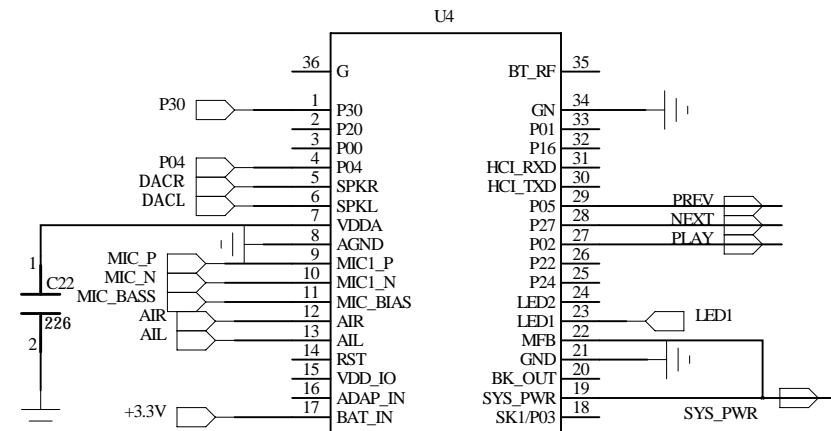 U4
36 G BT_RF 35
P30 1 P30 GN 34
2 P20 P01 33
3 P00 P16 32
P04 4 P04 HCI_RXD 31
DACR 5 SPKR HCI_TXD 30
DACL 6 SPKL P05 29 PREV
7 VDDA P27 28 NEXT
8 AGND P02 27 PLAY
MIC_P 9 MIC1_P P22 26
MIC_N 10 MIC1_N P24 25
MIC_BASS 11 MIC_BIAS LED2 24
AIR 12 AIR LED1 23 LED1
AIL 13 AIL MFB 22
14 RST GND 21
15 VDD_IO BK_OUT 20
16 ADAP_IN SYS_PWR 19 SYS_PWR
+3.3V 17 BAT_IN SK1/P03 18
1
C22
226
2